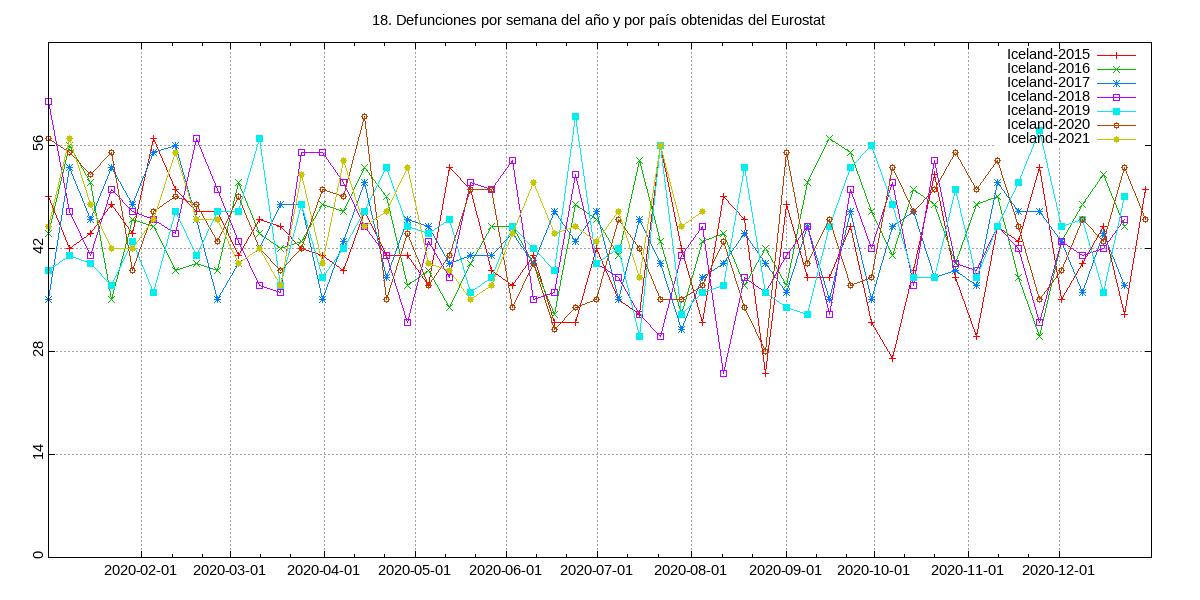 18. Defunciones por semana del año y por país obtenidas del Eurostat
Iceland-2015
Iceland-2016
Iceland-2017
Iceland-2018
Iceland-2019
Iceland-2020
Iceland-2021
56
42
28
14
0
2020-02-01 2020-03-01 2020-04-01 2020-05-01 2020-06-01 2020-07-01 2020-08-01 2020-09-01 2020-10-01 2020-11-01 2020-12-01